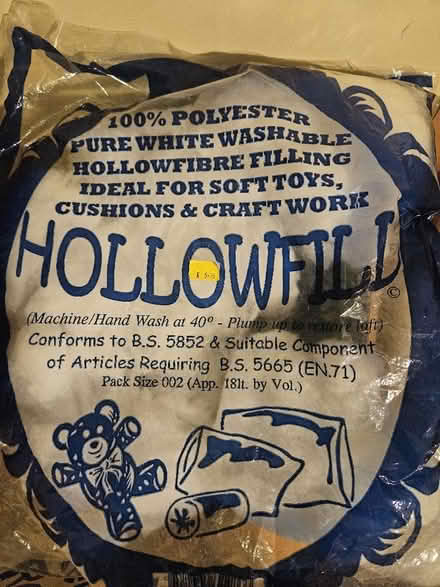 100% POLYESTER
PURE WHITE WASHABLE
HOLLOWFIBRE FILLING
IDEAL FOR SOFT TOYS,
CUSHIONS & CRAFT WORK
HOLLOWFILL
©
(Machine/Hand Wash at 40° - Plump up to restore loft)
Conforms to B.S. 5852 & Suitable Component
of Articles Requiring B.S. 5665 (EN.71)
Pack Size 002 (App. 18lt. by Vol.)